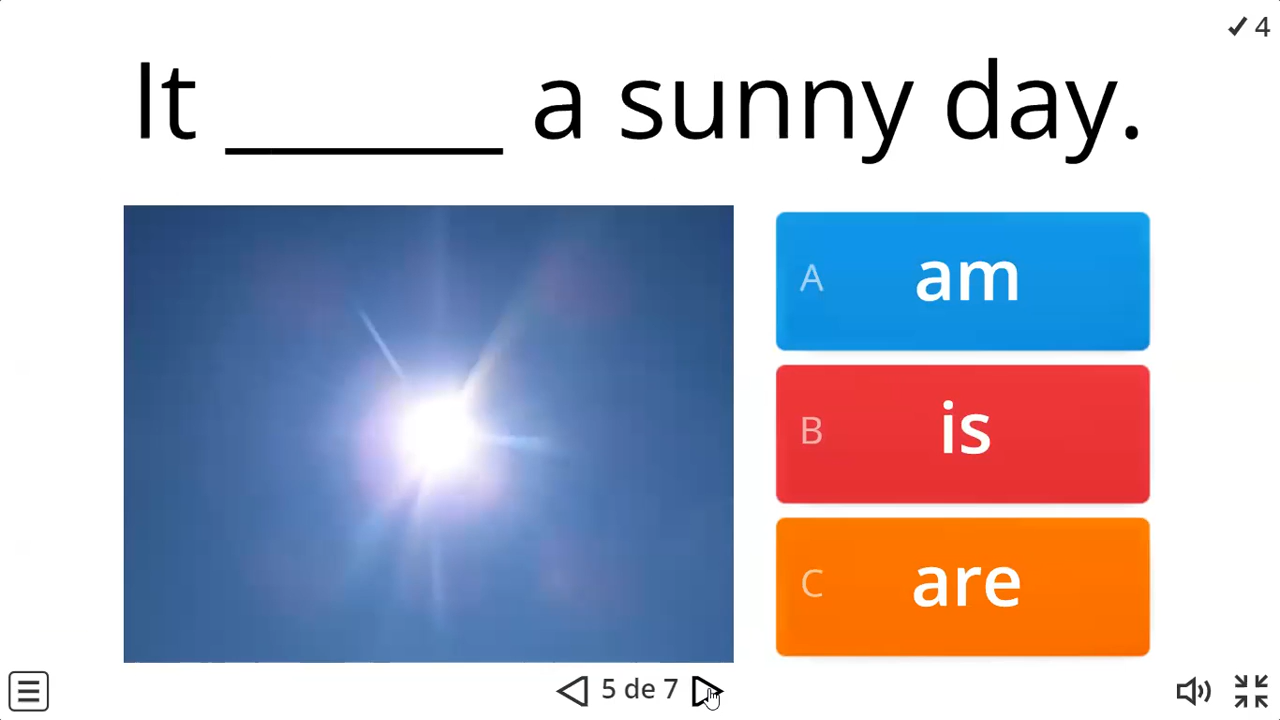 ✓ 4
It ______ a sunny day.
A am
B is
C are
5 de 7